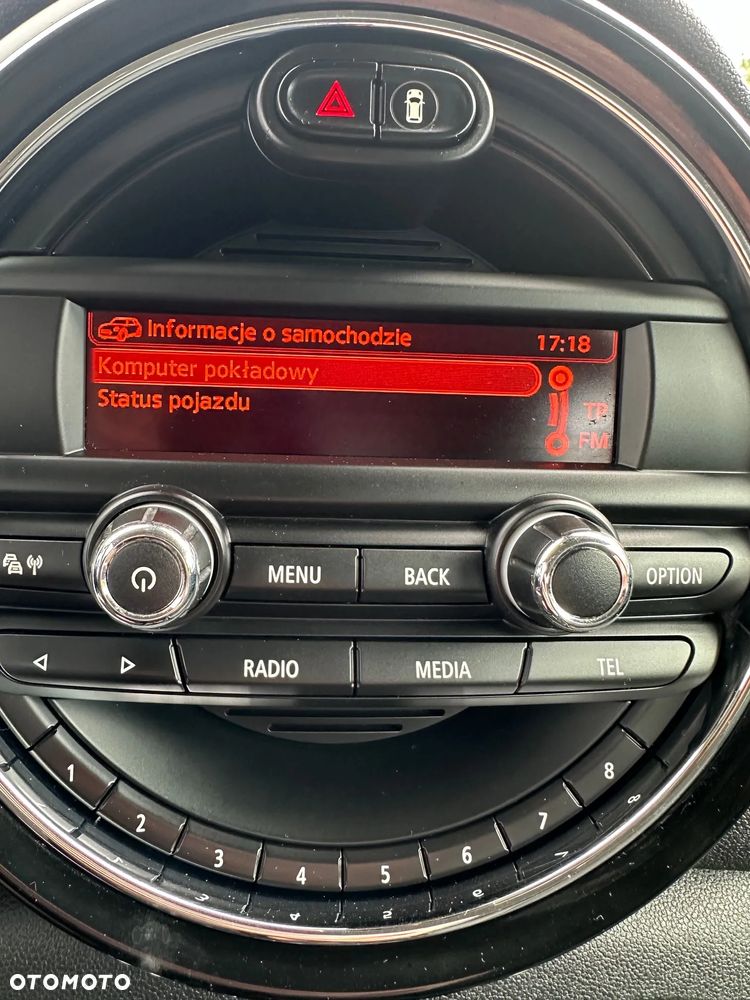 Informacje o samochodzie 17:18
Komputer pokładowy
Status pojazdu
TP
FM
MENU BACK OPTION
RADIO MEDIA TEL
1 2 3 4 5 6 7 8
OTOMOTO